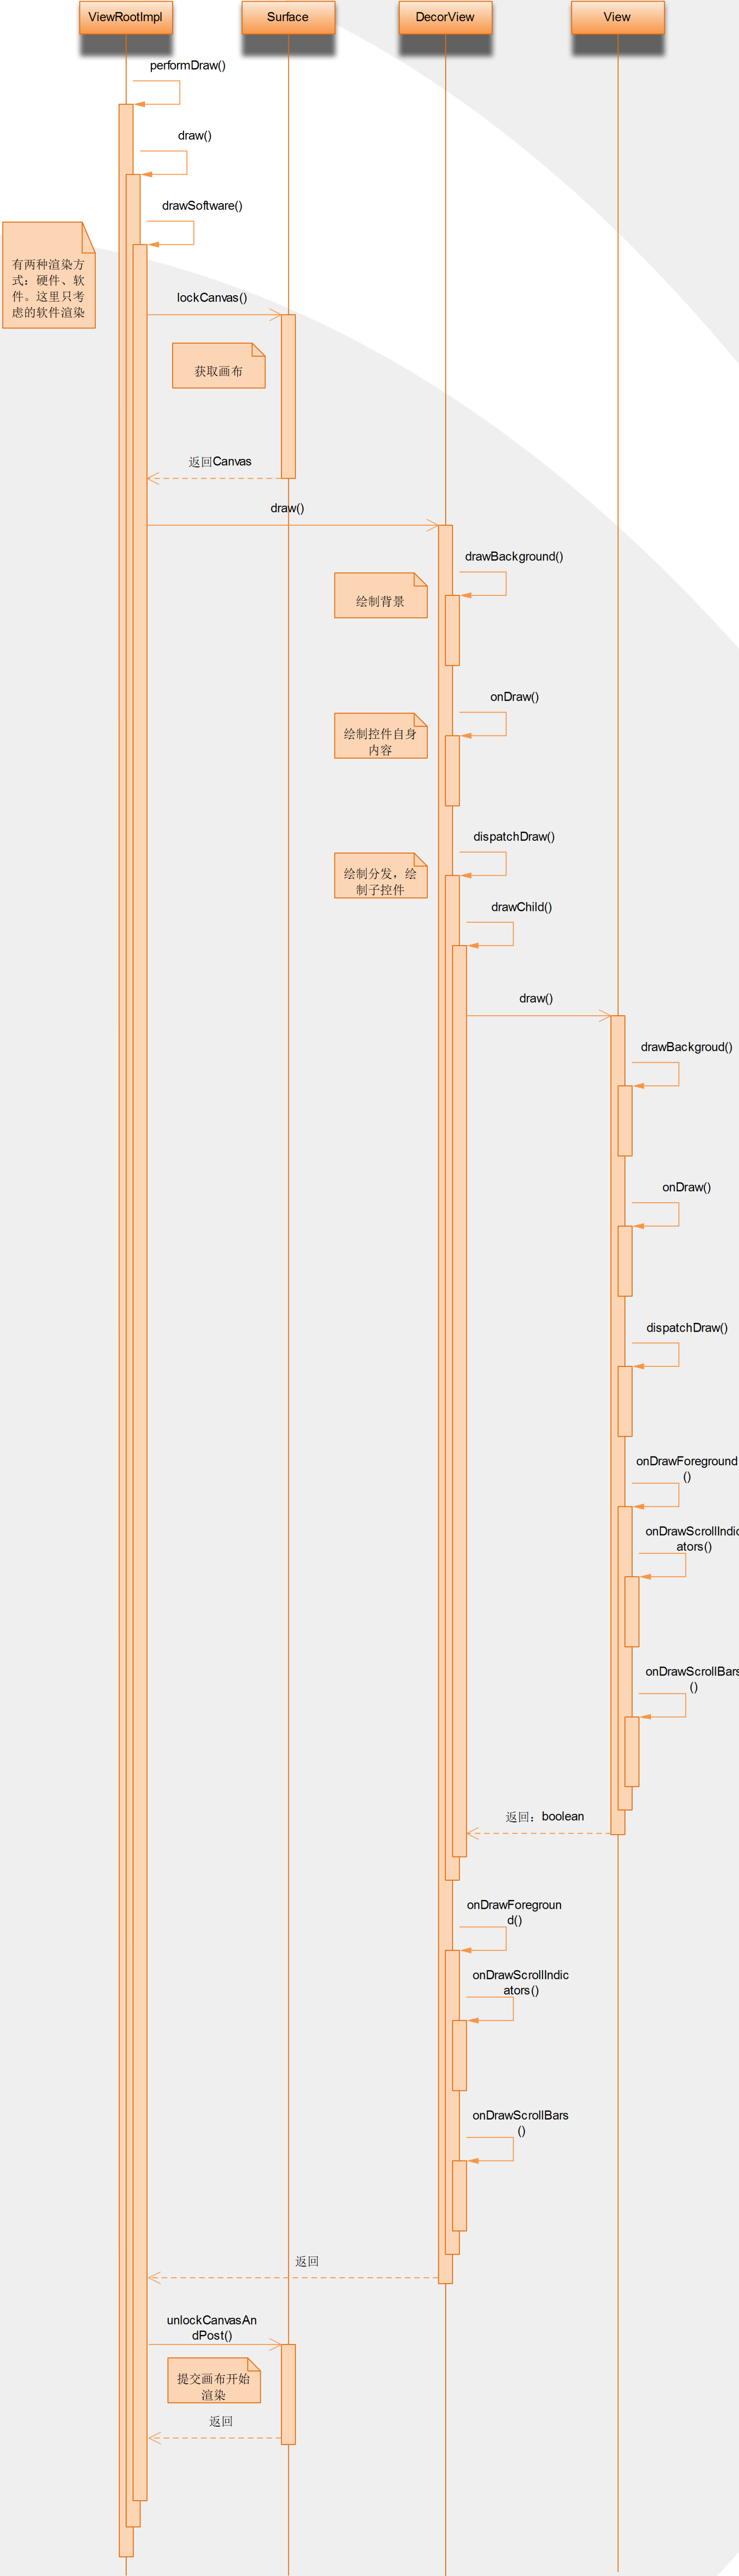 ViewRootImpl
Surface
DecorView
View
performDraw()
draw()
drawSoftware()
有两种渲染方
式：硬件、软
件。这里只考
虑的软件渲染
lockCanvas()
获取画布
返回Canvas
draw()
drawBackground()
绘制背景
onDraw()
绘制控件自身
内容
dispatchDraw()
绘制分发，绘
制子控件
drawChild()
draw()
drawBackgroud()
onDraw()
dispatchDraw()
onDrawForeground
()
onDrawScrollIndic
ators()
onDrawScrollBars
()
返回：boolean
onDrawForegroun
d()
onDrawScrollIndic
ators()
onDrawScrollBars
()
返回
unlockCanvasAn
dPost()
提交画布开始
渲染
返回